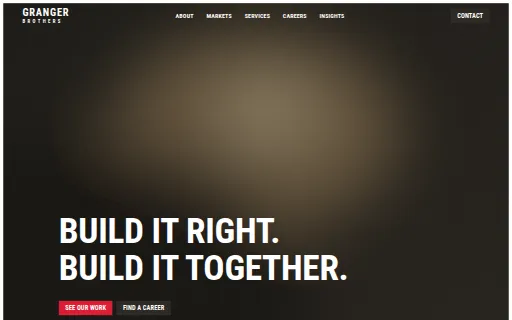 GRANGER
BROTHERS
ABOUT MARKETS SERVICES CAREERS INSIGHTS
CONTACT
BUILD IT RIGHT.
BUILD IT TOGETHER.
SEE OUR WORK FIND A CAREER